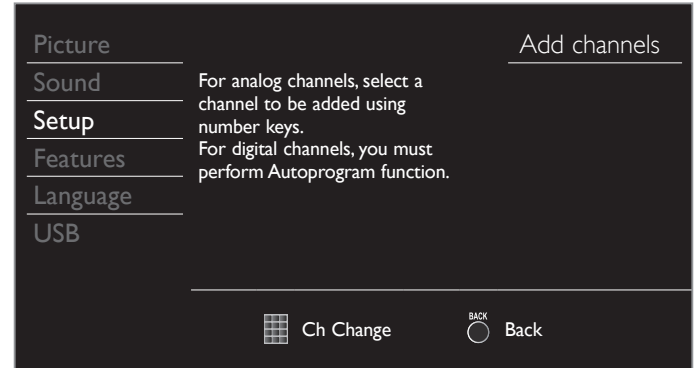 Picture
Add channels
Sound
Setup
Features
Language
USB
For analog channels, select a
channel to be added using
number keys.
For digital channels, you must
perform Autoprogram function.
Ch Change
BACK
Back